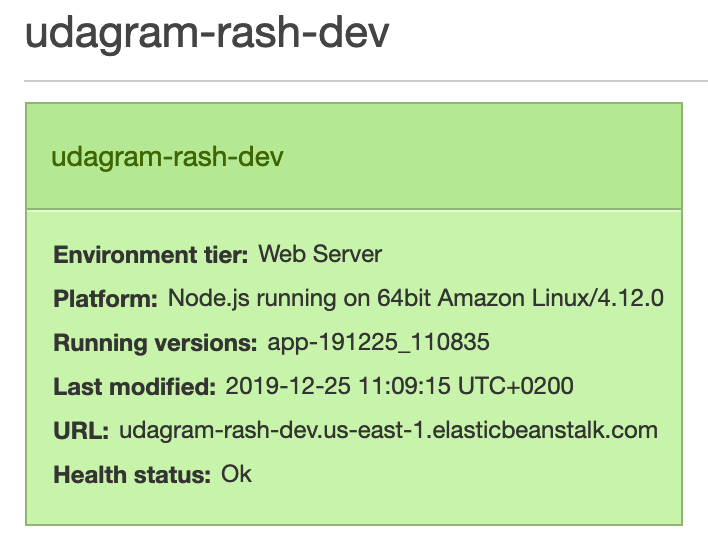 udagram-rash-dev
udagram-rash-dev
Environment tier: Web Server
Platform: Node.js running on 64bit Amazon Linux/4.12.0
Running versions: app-191225_110835
Last modified: 2019-12-25 11:09:15 UTC+0200
URL: udagram-rash-dev.us-east-1.elasticbeanstalk.com
Health status: Ok